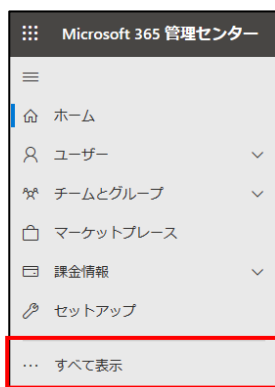 Microsoft 365 管理センター
ホーム
ユーザー
チームとグループ
マーケットプレース
課金情報
セットアップ
すべて表示